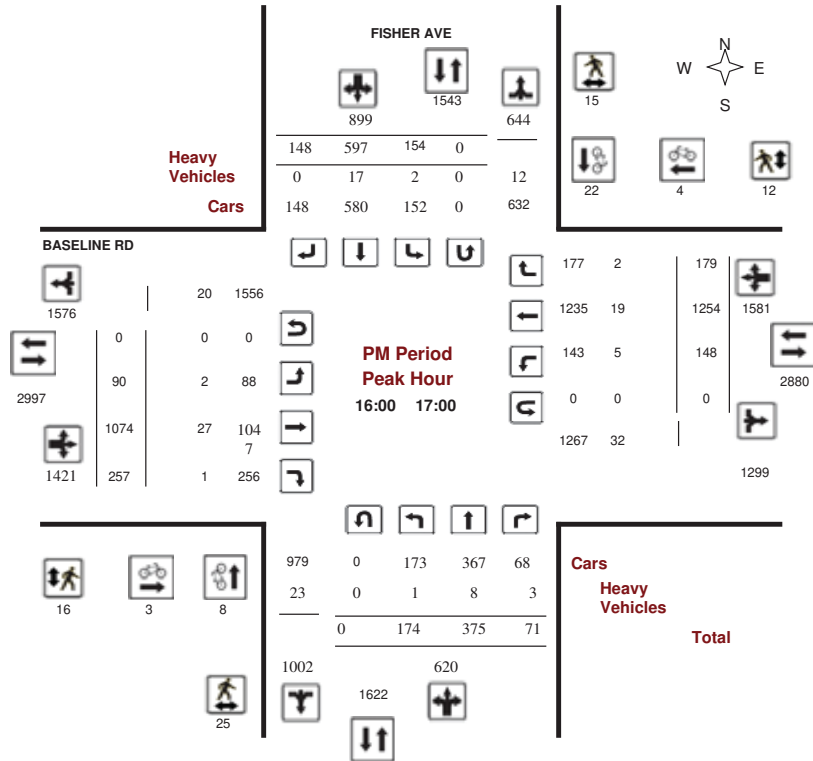 FISHER AVE
N
W E
S
1543
15
899 644
148 597 154 0
Heavy
Vehicles
0 17 2 0 12
22 4 12
Cars
148 580 152 0 632
BASELINE RD
177 2 179
1576
20 1556
1235 19 1254 1581
0 0 0
PM Period
Peak Hour
143 5 148
2997
90 2 88
2880
16:00 17:00
0 0 0
1074 27 104
7
1267 32
1421 257 1 256
1299
979 0 173 367 68
Cars
23 0 1 8 3
Heavy
Vehicles
16 3 8
0 174 375 71
Total
1002 620
1622
25